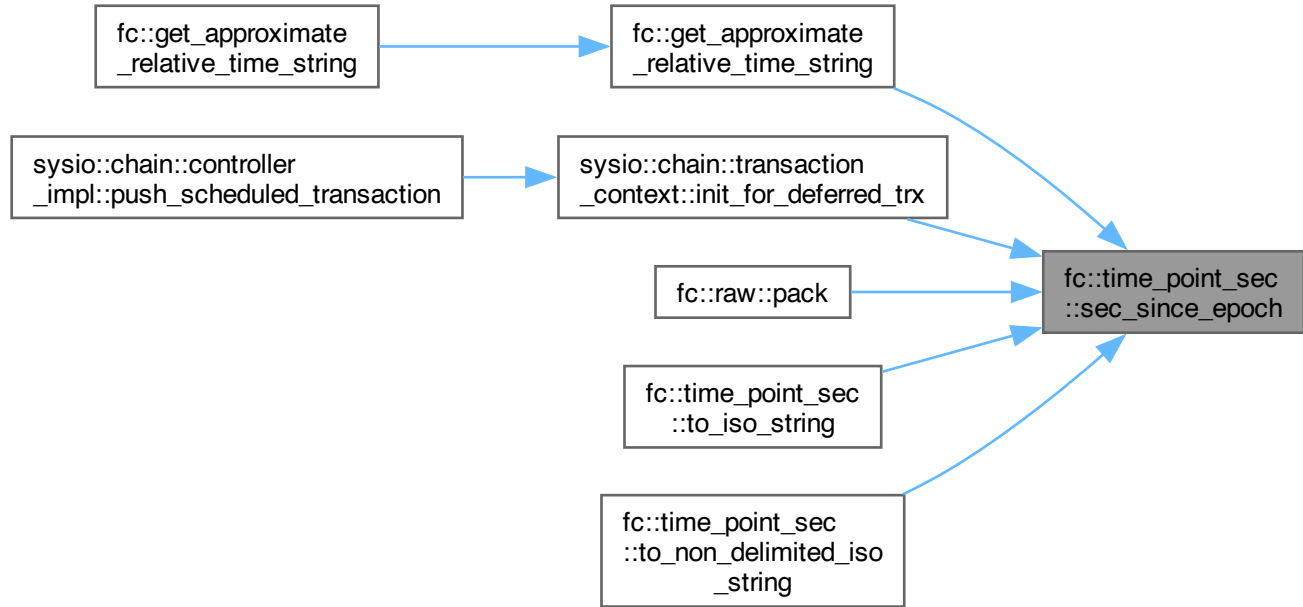 fc::get_approximate
_relative_time_string
fc::get_approximate
_relative_time_string
sysio::chain::controller
_impl::push_scheduled_transaction
sysio::chain::transaction
_context::init_for_deferred_trx
fc::raw::pack
fc::time_point_sec
::to_iso_string
fc::time_point_sec
::to_non_delimited_iso
_string
fc::time_point_sec
::sec_since_epoch